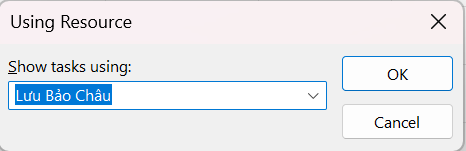 Using Resource
Show tasks using:
Lưu Bảo Châu
OK
Cancel